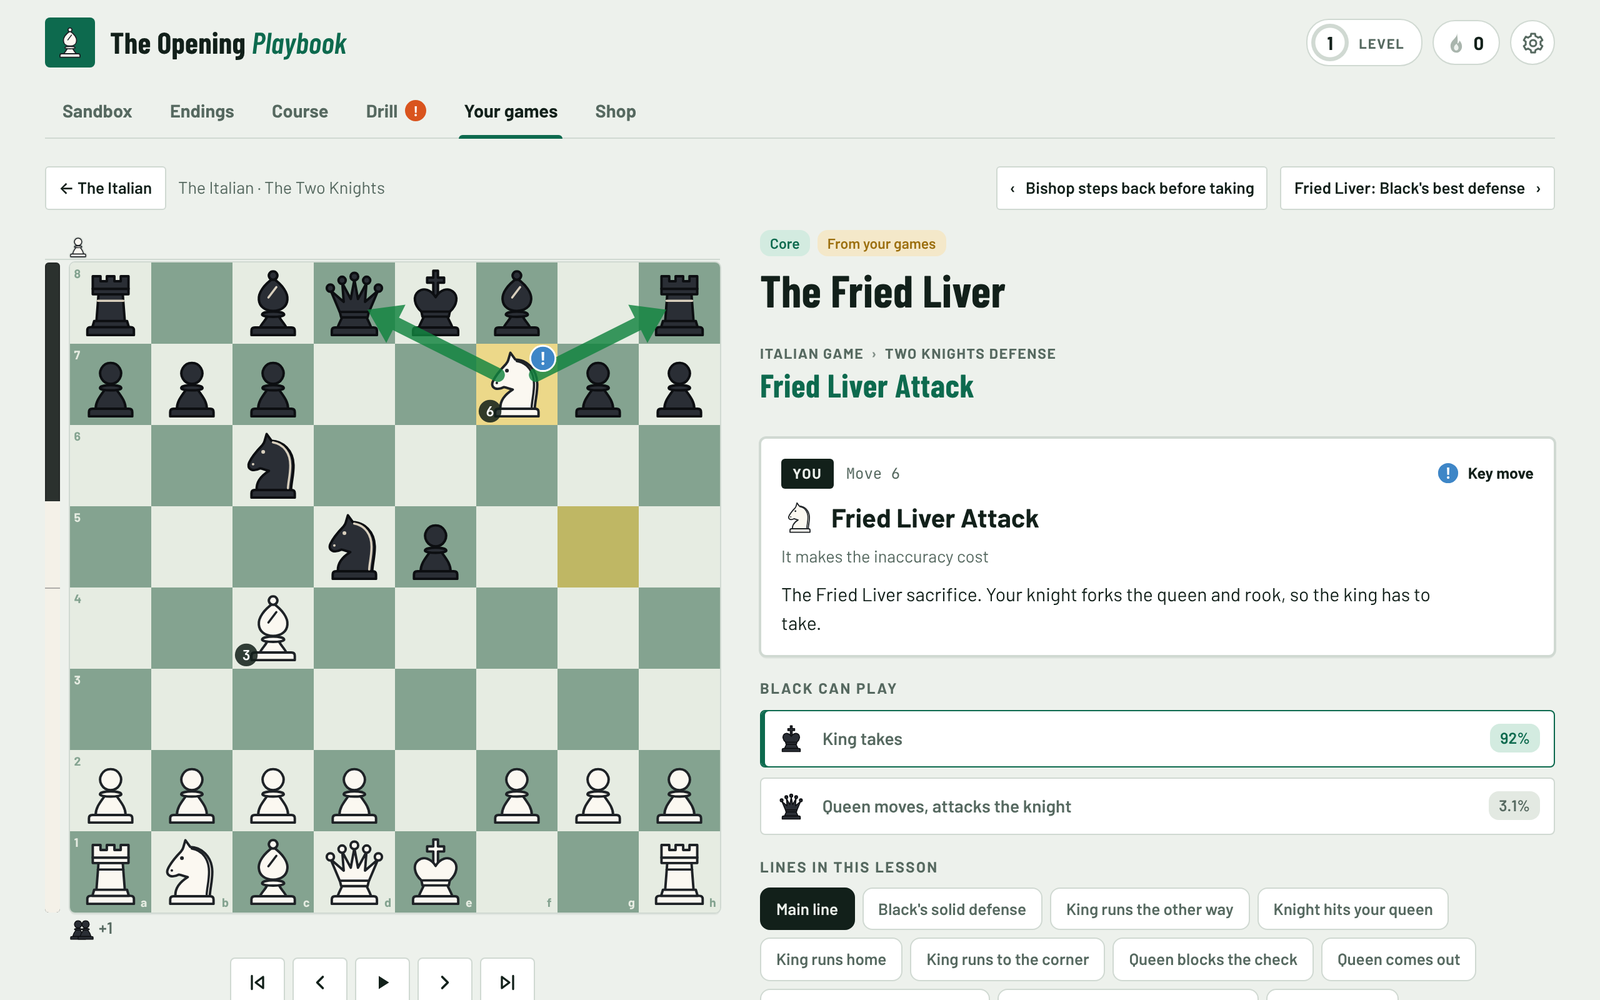 The Opening Playbook
1 LEVEL
0
Sandbox
Endings
Course
Drill !
Your games
Shop
← The Italian
The Italian · The Two Knights
‹ Bishop steps back before taking
Fried Liver: Black's best defense ›
8
7
6
5
4
3
2
1
a
b
c
d
e
f
g
h
!
6
3
+1
Core
From your games
The Fried Liver
ITALIAN GAME › TWO KNIGHTS DEFENSE
Fried Liver Attack
YOU Move 6
! Key move
Fried Liver Attack
It makes the inaccuracy cost
The Fried Liver sacrifice. Your knight forks the queen and rook, so the king has to
take.
BLACK CAN PLAY
King takes 92%
Queen moves, attacks the knight 3.1%
LINES IN THIS LESSON
Main line
Black's solid defense
King runs the other way
Knight hits your queen
King runs home
King runs to the corner
Queen blocks the check
Queen comes out